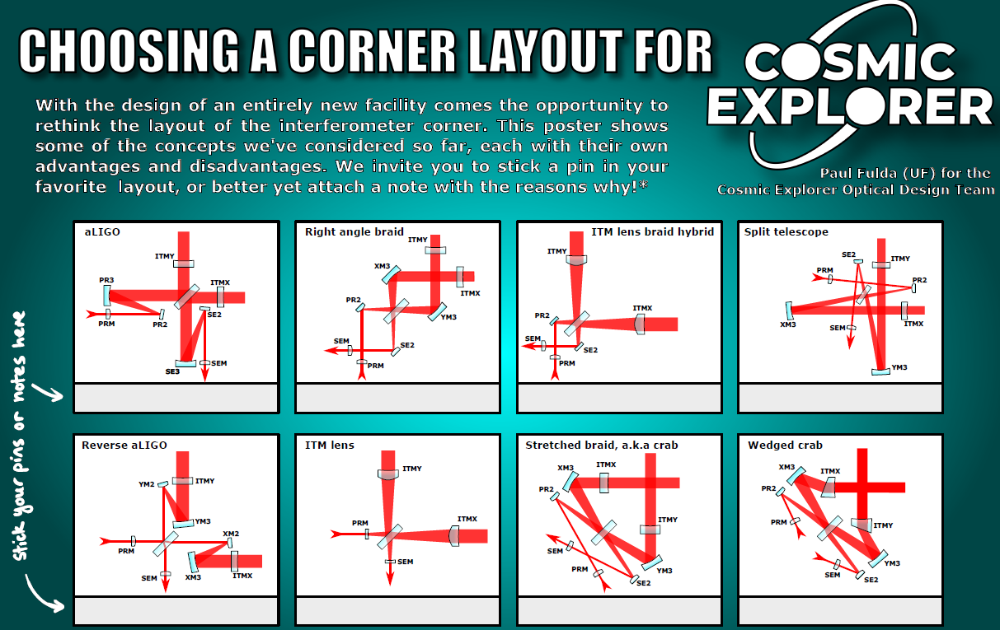 CHOOSING A CORNER LAYOUT FOR
COSMIC
EXPLORER
With the design of an entirely new facility comes the opportunity to
rethink the layout of the interferometer corner. This poster shows
some of the concepts we've considered so far, each with their own
advantages and disadvantages. We invite you to stick a pin in your
favorite layout, or better yet attach a note with the reasons why!*
Paul Fulda (UF) for the
Cosmic Explorer Optical Design Team
stick your pins or notes here
aLIGO
ITMY
PR3
ITMX
SE2
PRM
PR2
SEM
SE3
Right angle braid
ITMY
XM3
ITMX
PR2
YM3
SEM
SE2
PRM
ITM lens braid hybrid
ITMY
ITMX
PR2
SEM
SE2
PRM
Split telescope
SE2
ITMY
PRM
PR2
XM3
ITMX
SEM
YM3
Reverse aLIGO
YM2
ITMY
YM3
XM2
PRM
SEM
XM3
ITMX
ITM lens
ITMY
ITMX
PRM
SEM
Stretched braid, a.k.a crab
XM3
ITMX
PR2
ITMY
SEM
YM3
PRM
SE2
Wedged crab
XM3
ITMX
PR2
PRM
ITMY
YM3
SEM
SE2